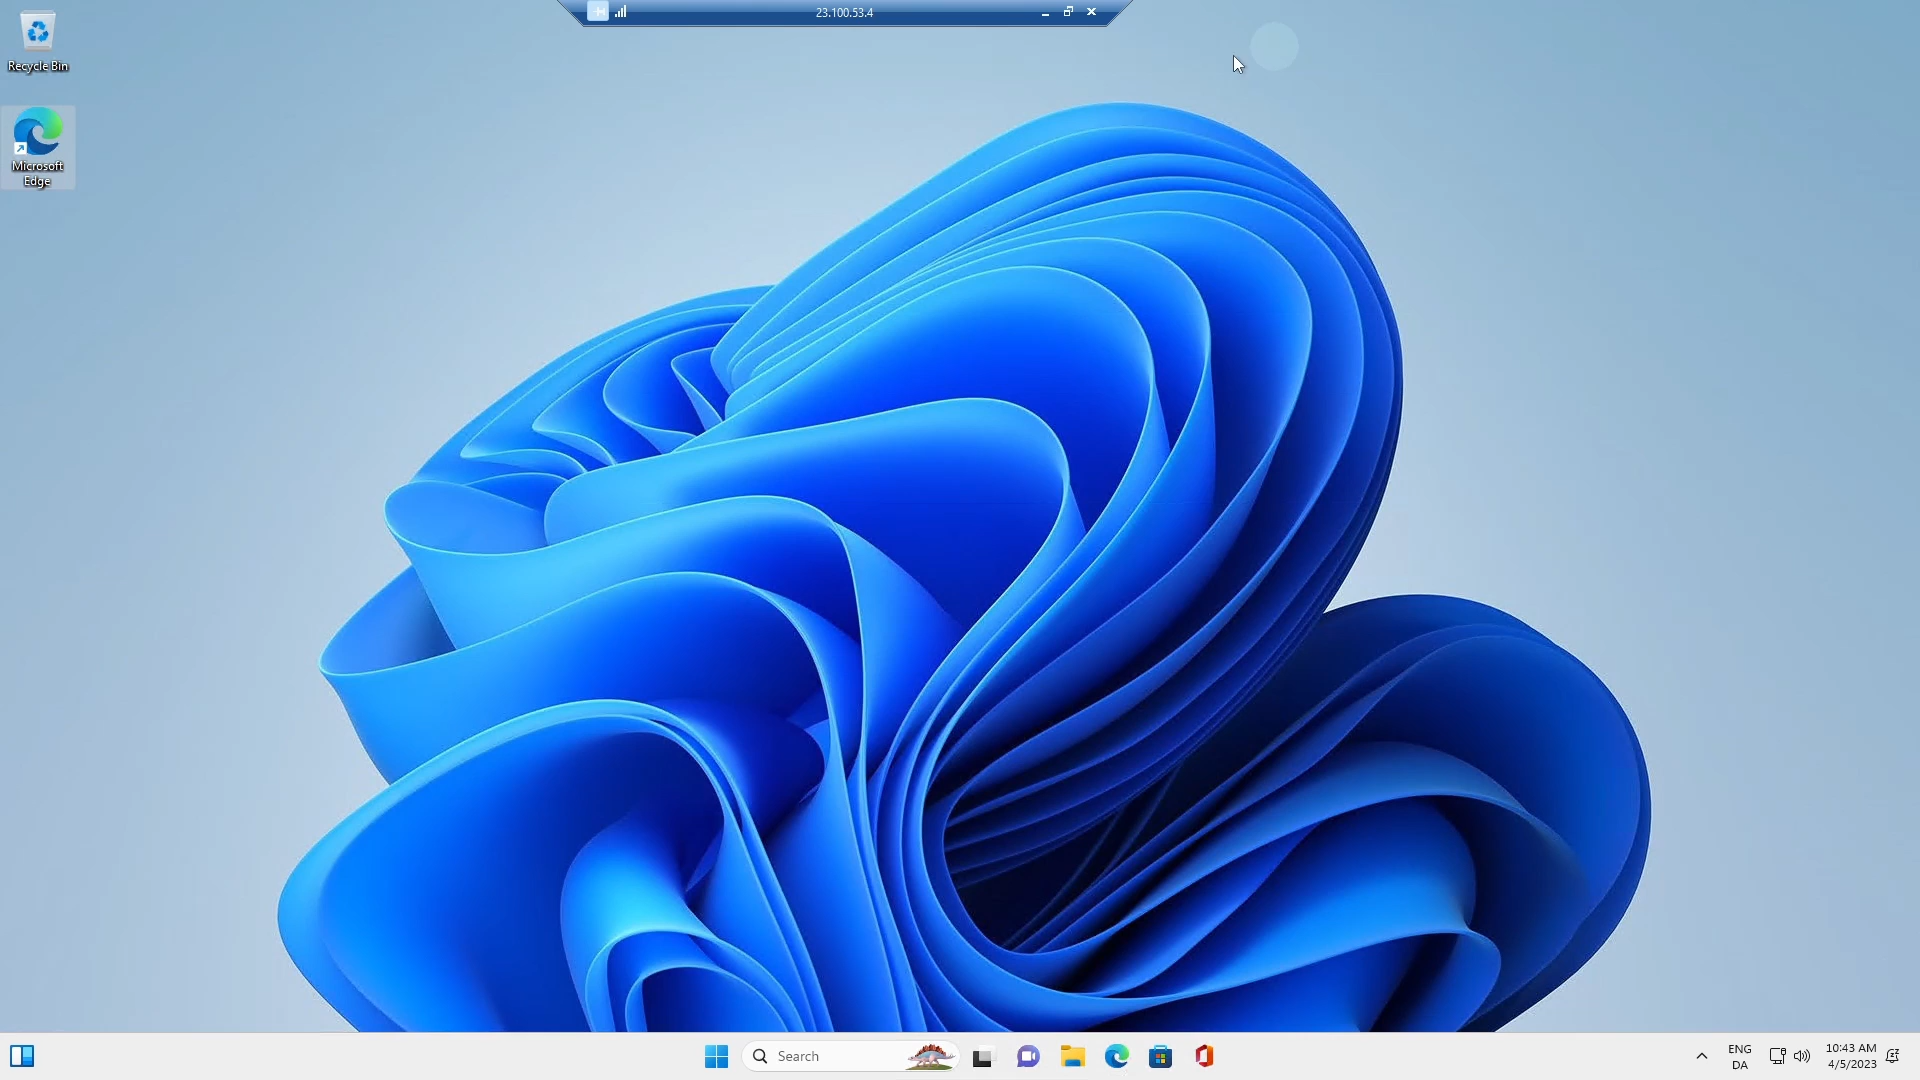 23.100.53.4
Recycle Bin
Microsoft
Edge
Search
ENG
DA
10:43 AM
4/5/2023